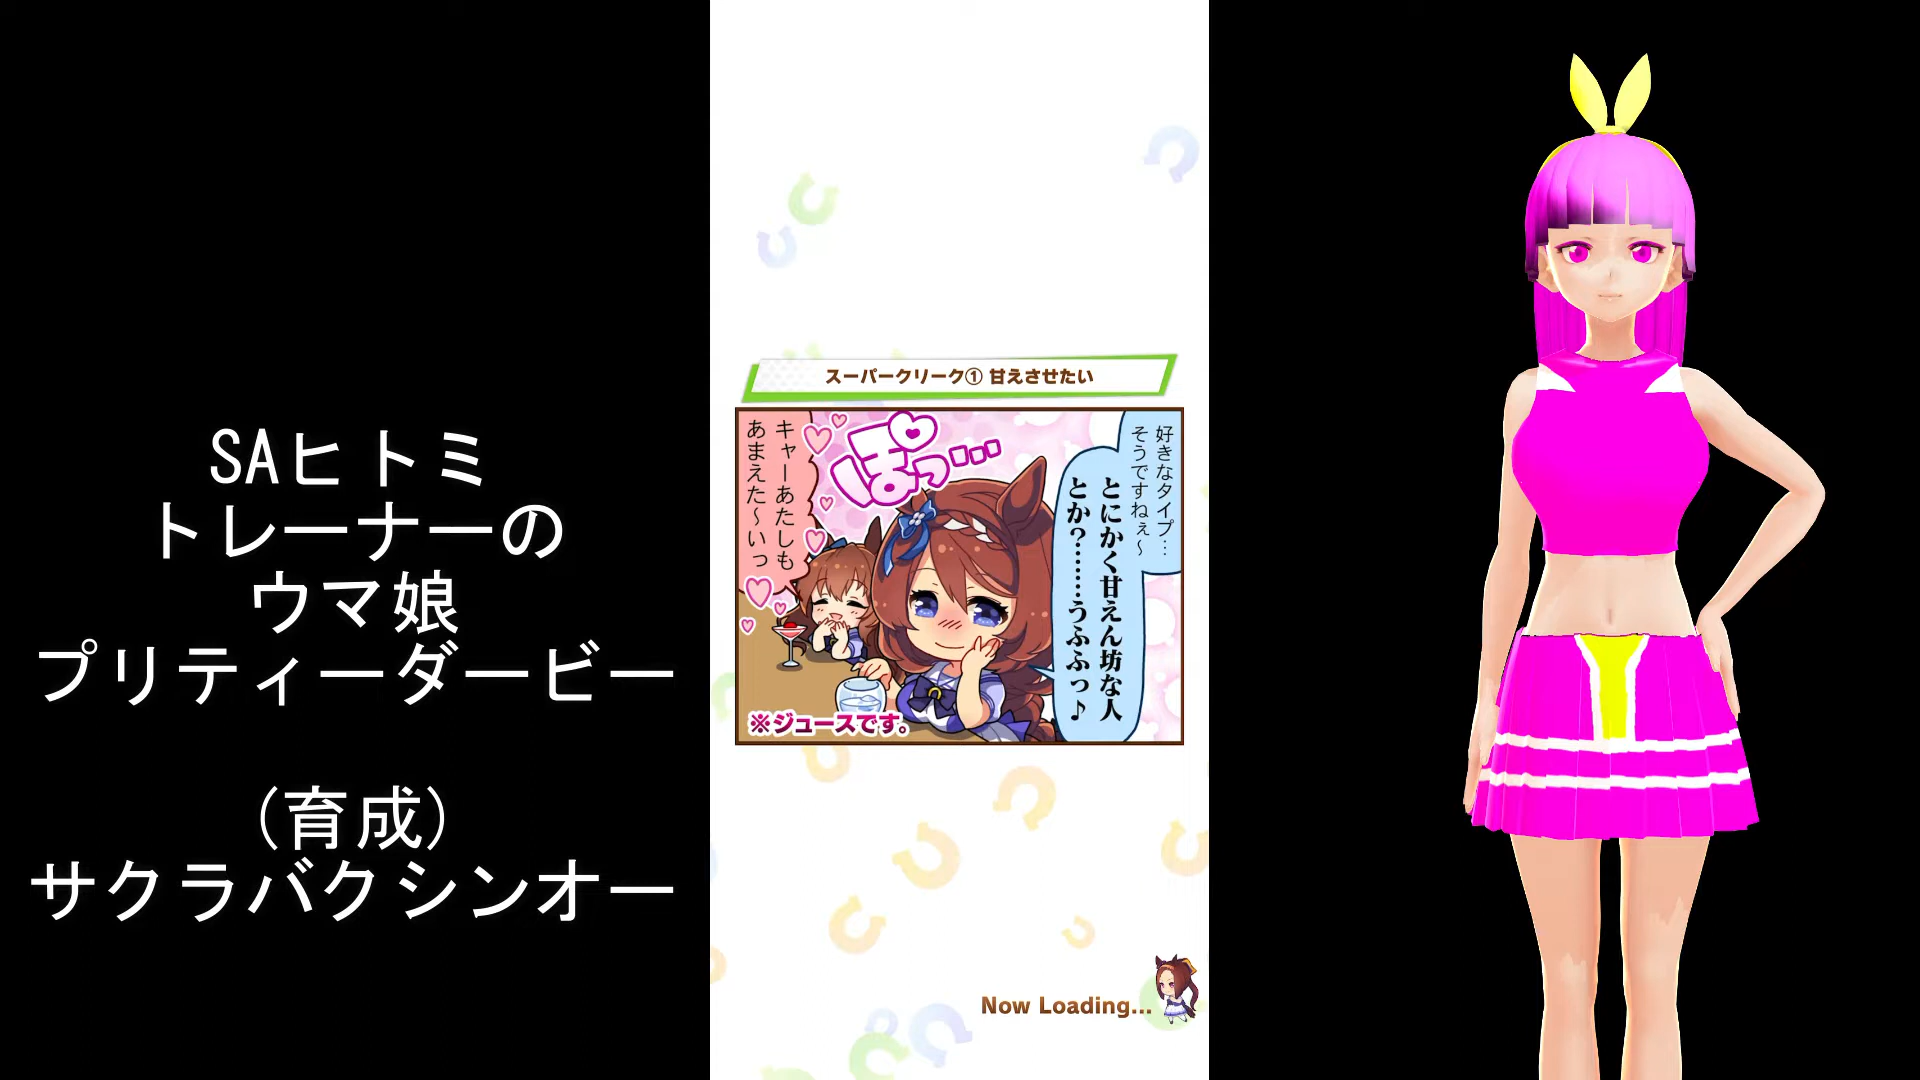 SAヒトミ
トレーナーの
ウマ娘
プリティーダービー
(育成)
サクラバクシンオー
スーパークリーク① 甘えさせたい
好きなタイプ…
そうですねぇ～
とにかく甘えん坊な人
とか?……うふふっ♪
ぽっ…
キャーあたしも
あまえた～いっ
※ジュースです。
Now Loading...